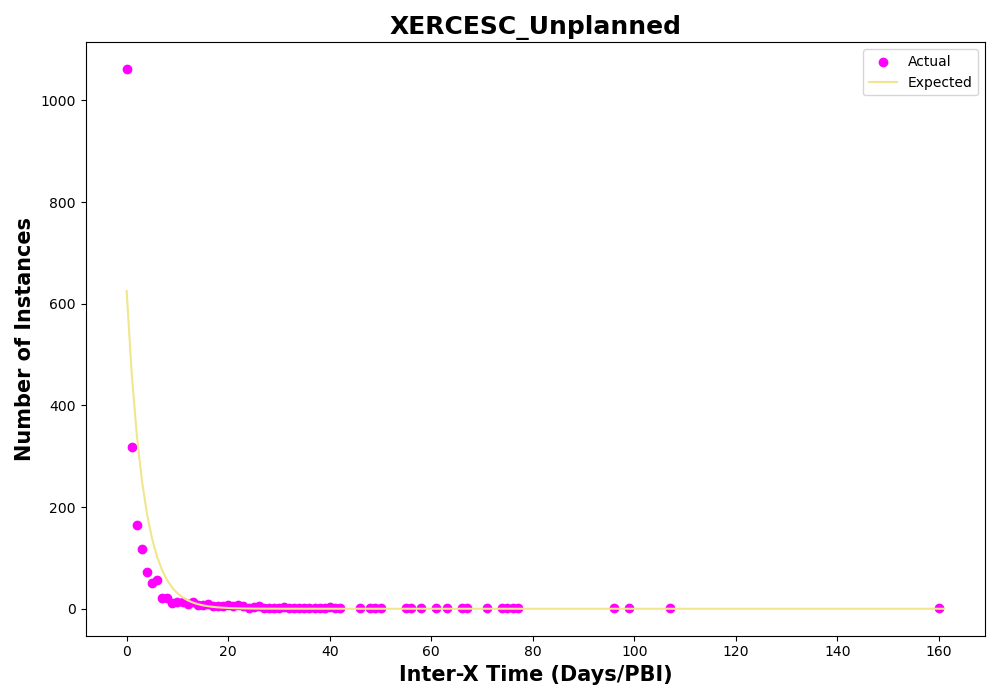 XERCESC_Unplanned
Actual
Expected
1000
800
600
400
200
0
Number of Instances
0 20 40 60 80 100 120 140 160
Inter-X Time (Days/PBI)